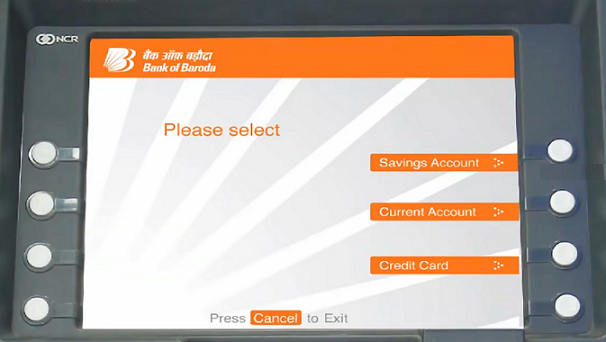 NCR
बैंक ऑफ़ बड़ौदा
Bank of Baroda
Please select
Savings Account
Current Account
Credit Card
Press Cancel to Exit